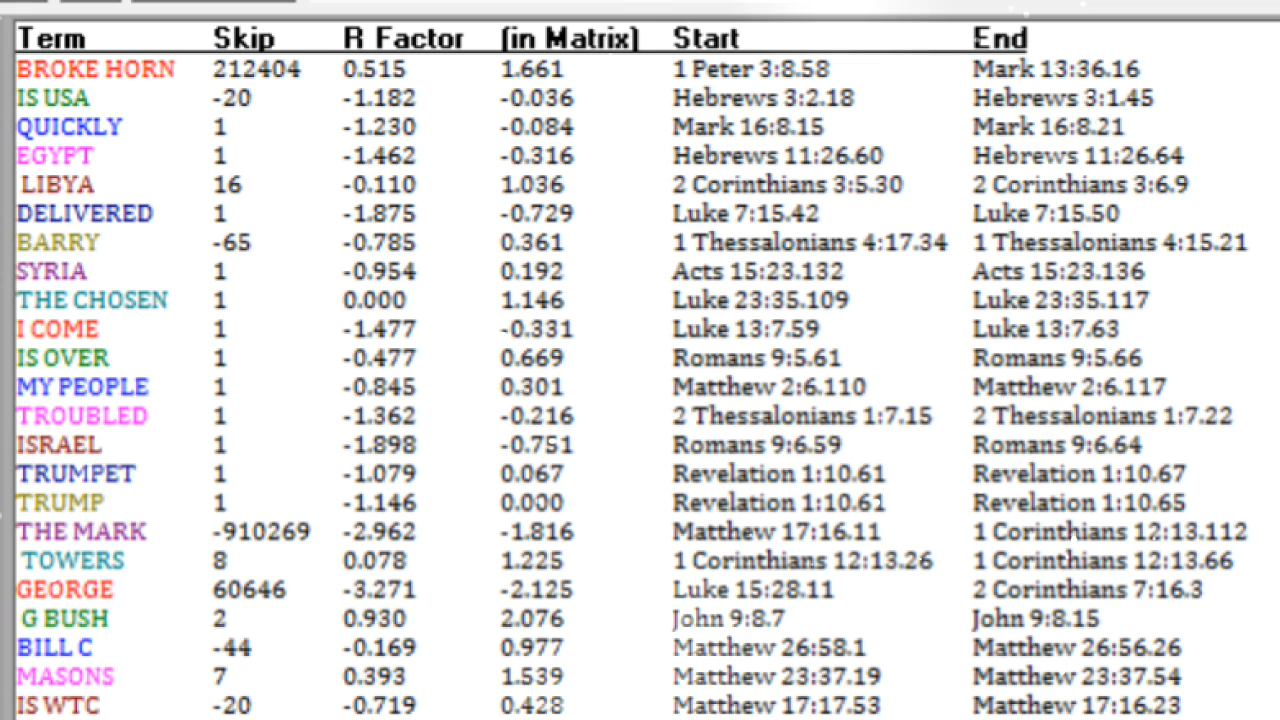 Term Skip R Factor (in Matrix) Start End
BROKE HORN 212404 0.515 1.661 1 Peter 3:8.58 Mark 13:36.16
IS USA -20 -1.182 -0.036 Hebrews 3:2.18 Hebrews 3:1.45
QUICKLY 1 -1.230 -0.084 Mark 16:8.15 Mark 16:8.21
EGYPT 1 -1.462 -0.316 Hebrews 11:26.60 Hebrews 11:26.64
LIBYA 16 -0.110 1.036 2 Corinthians 3:5.30 2 Corinthians 3:6.9
DELIVERED 1 -1.875 -0.729 Luke 7:15.42 Luke 7:15.50
BARRY -65 -0.785 0.361 1 Thessalonians 4:17.34 1 Thessalonians 4:15.21
SYRIA 1 -0.954 0.192 Acts 15:23.132 Acts 15:23.136
THE CHOSEN 1 0.000 1.146 Luke 23:35.109 Luke 23:35.117
I COME 1 -1.477 -0.331 Luke 13:7.59 Luke 13:7.63
IS OVER 1 -0.477 0.669 Romans 9:5.61 Romans 9:5.66
MY PEOPLE 1 -0.845 0.301 Matthew 2:6.110 Matthew 2:6.117
TROUBLED 1 -1.362 -0.216 2 Thessalonians 1:7.15 2 Thessalonians 1:7.22
ISRAEL 1 -1.898 -0.751 Romans 9:6.59 Romans 9:6.64
TRUMPET 1 -1.079 0.067 Revelation 1:10.61 Revelation 1:10.67
TRUMP 1 -1.146 0.000 Revelation 1:10.61 Revelation 1:10.65
THE MARK -910269 -2.962 -1.816 Matthew 17:16.11 1 Corinthians 12:13.112
TOWERS 8 0.078 1.225 1 Corinthians 12:13.26 1 Corinthians 12:13.66
GEORGE 60646 -3.271 -2.125 Luke 15:28.11 2 Corinthians 7:16.3
G BUSH 2 0.930 2.076 John 9:8.7 John 9:8.15
BILL C -44 -0.169 0.977 Matthew 26:58.1 Matthew 26:56.26
MASONS 7 0.393 1.539 Matthew 23:37.19 Matthew 23:37.54
IS WTC -20 -0.719 0.428 Matthew 17:17.53 Matthew 17:16.23